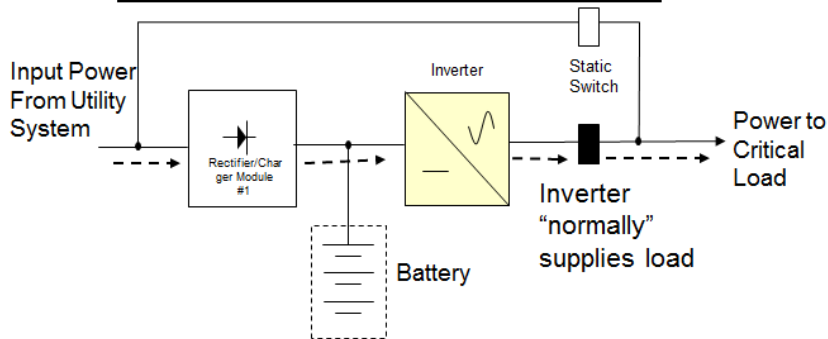 Input Power
From Utility
System
Rectifier/Char
ger Module
#1
Inverter
Static
Switch
Power to
Critical
Load
Inverter
“normally”
supplies load
Battery